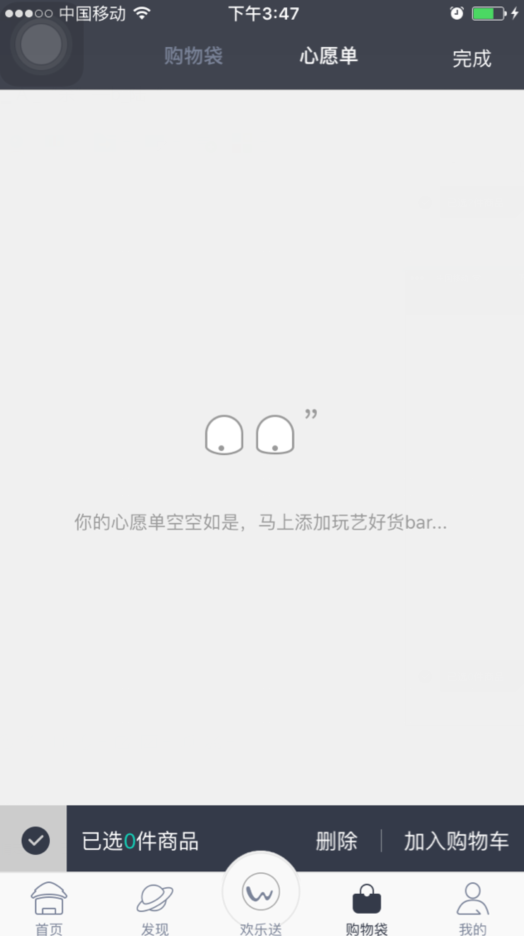 中国移动 下午3:47
购物袋 心愿单 完成
你的心愿单空空如是，马上添加玩艺好货bar...
已选0件商品 删除 加入购物车
首页 发现 欢乐送 购物袋 我的